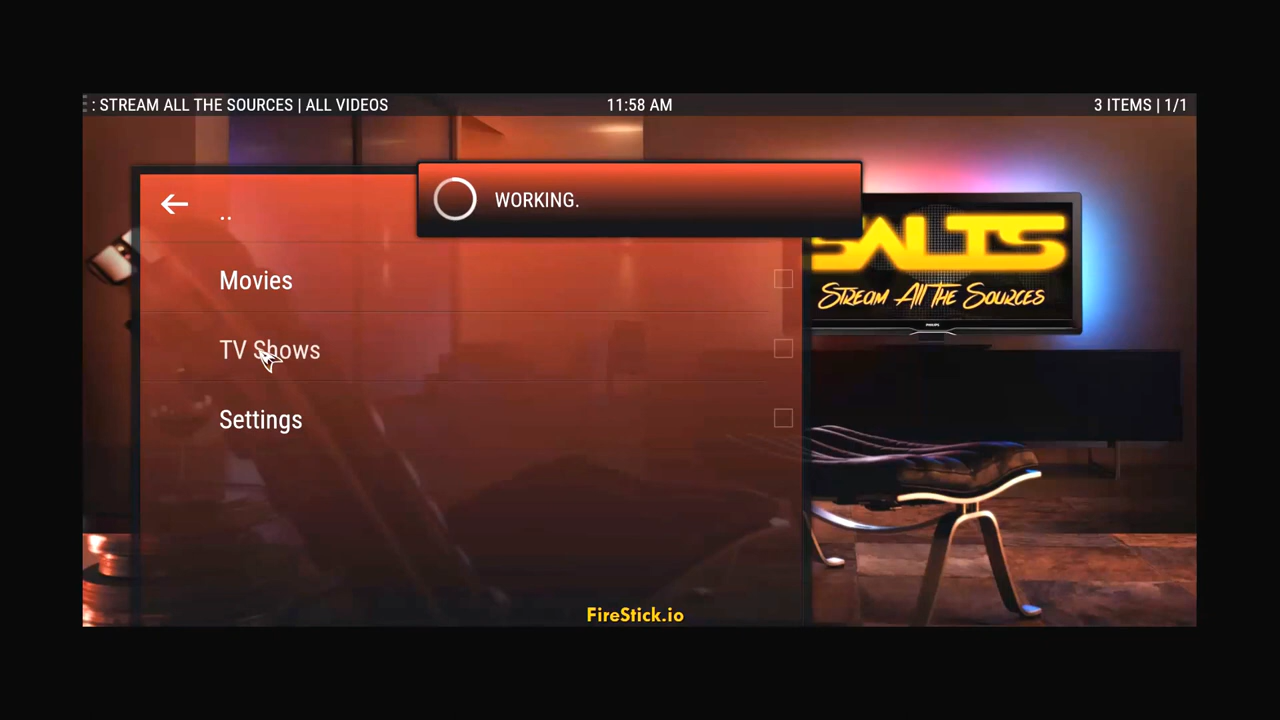 : STREAM ALL THE SOURCES | ALL VIDEOS
11:58 AM
3 ITEMS | 1/1
WORKING.
..
Movies
TV Shows
Settings
SALTS
STREAM ALL THE SOURCES
PHILIPS
FireStick.io